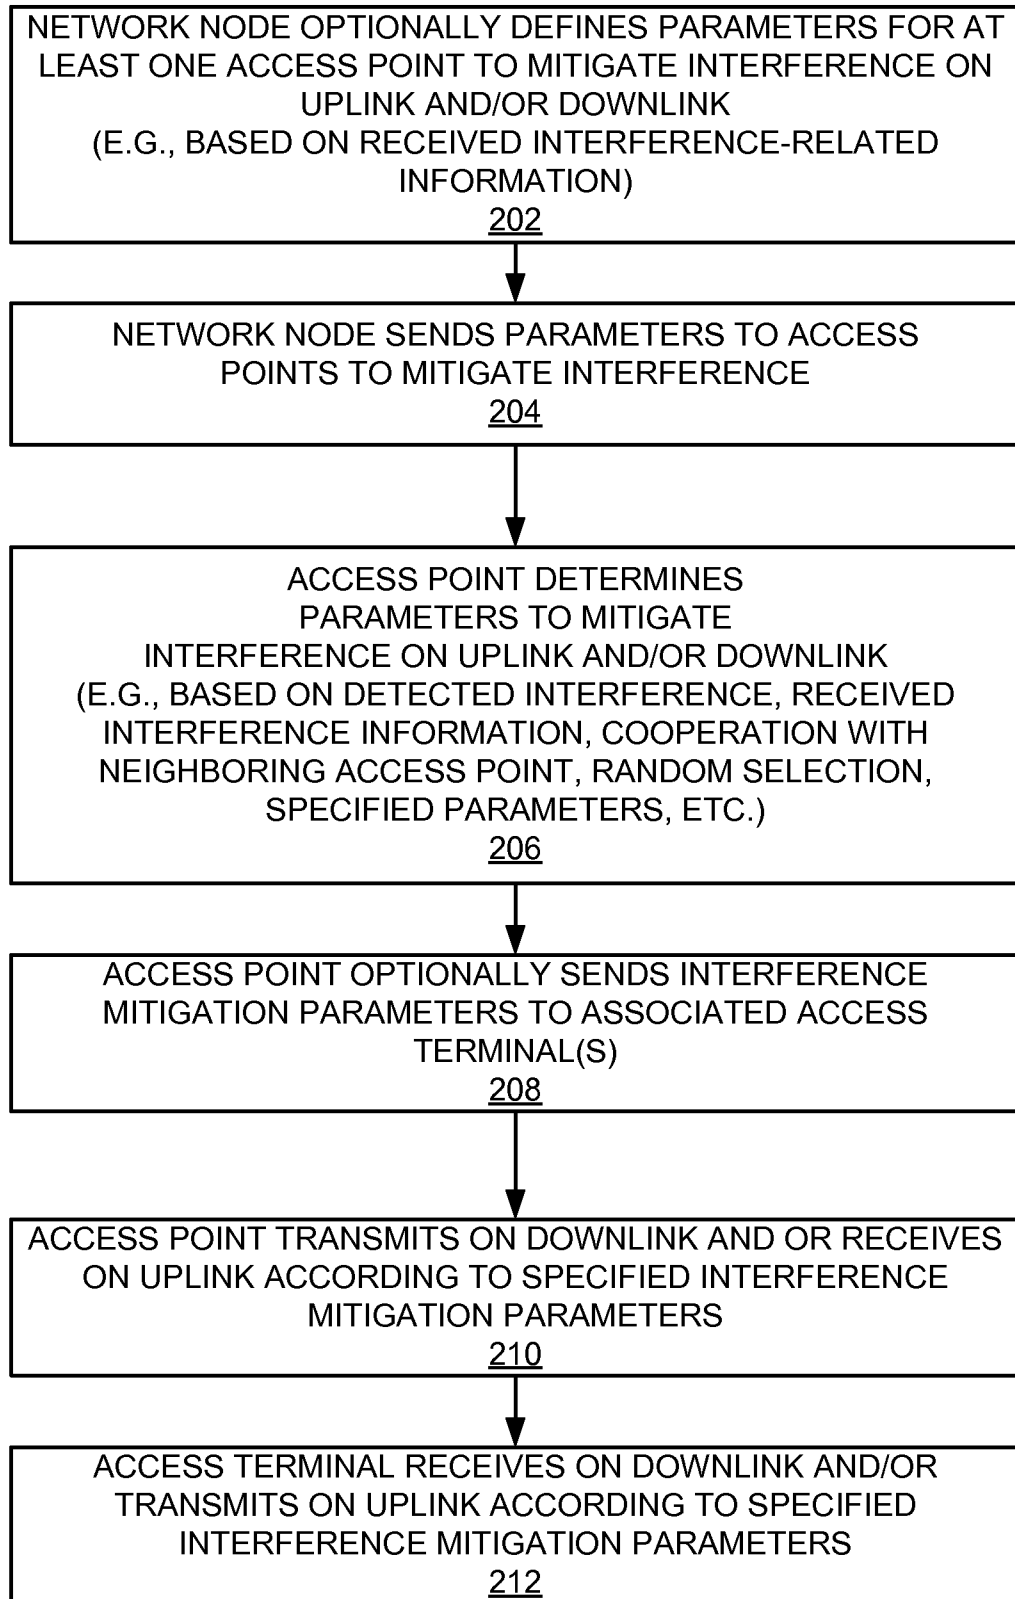 NETWORK NODE OPTIONALLY DEFINES PARAMETERS FOR AT
LEAST ONE ACCESS POINT TO MITIGATE INTERFERENCE ON
UPLINK AND/OR DOWNLINK
(E.G., BASED ON RECEIVED INTERFERENCE-RELATED
INFORMATION)
202
NETWORK NODE SENDS PARAMETERS TO ACCESS
POINTS TO MITIGATE INTERFERENCE
204
ACCESS POINT DETERMINES
PARAMETERS TO MITIGATE
INTERFERENCE ON UPLINK AND/OR DOWNLINK
(E.G., BASED ON DETECTED INTERFERENCE, RECEIVED
INTERFERENCE INFORMATION, COOPERATION WITH
NEIGHBORING ACCESS POINT, RANDOM SELECTION,
SPECIFIED PARAMETERS, ETC.)
206
ACCESS POINT OPTIONALLY SENDS INTERFERENCE
MITIGATION PARAMETERS TO ASSOCIATED ACCESS
TERMINAL(S)
208
ACCESS POINT TRANSMITS ON DOWNLINK AND OR RECEIVES
ON UPLINK ACCORDING TO SPECIFIED INTERFERENCE
MITIGATION PARAMETERS
210
ACCESS TERMINAL RECEIVES ON DOWNLINK AND/OR
TRANSMITS ON UPLINK ACCORDING TO SPECIFIED
INTERFERENCE MITIGATION PARAMETERS
212